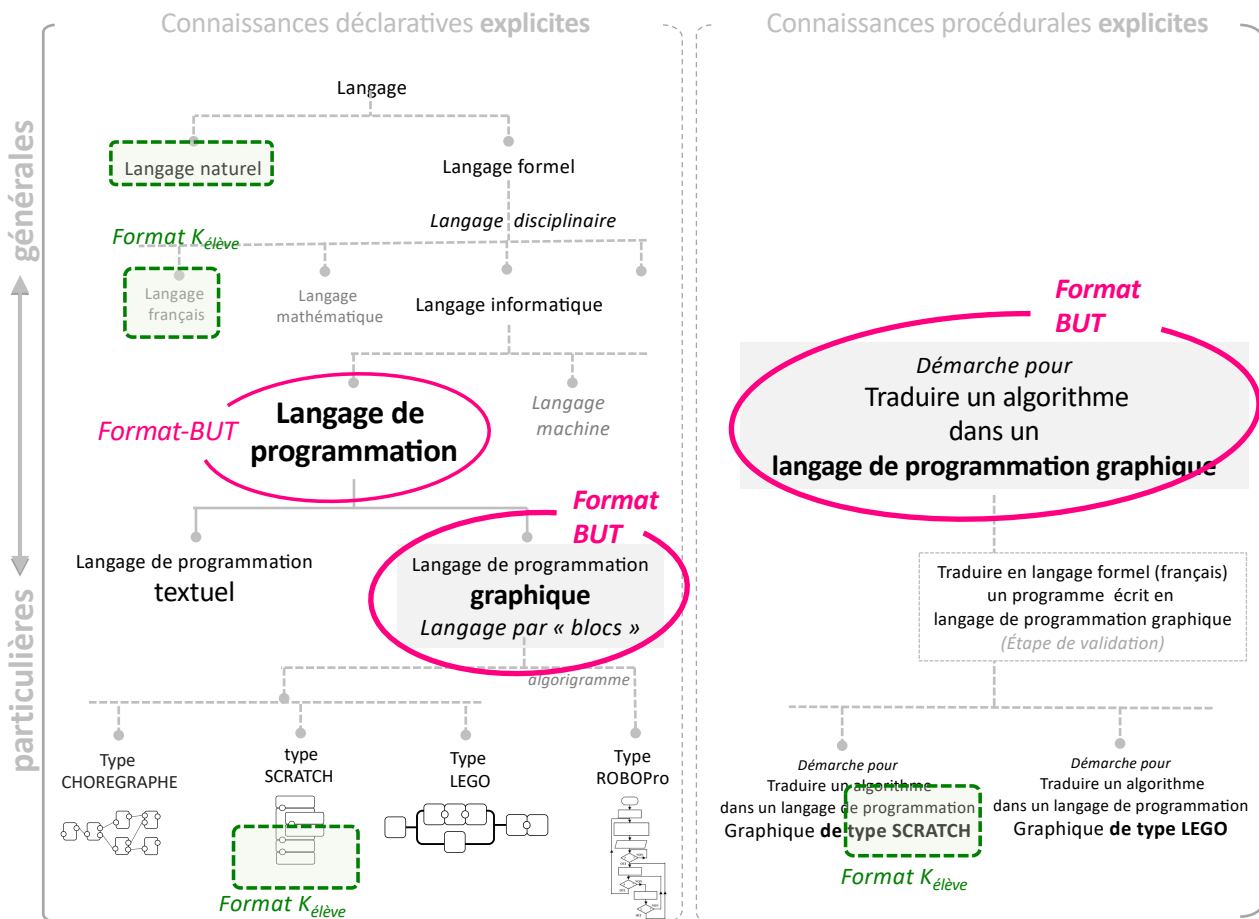 Connaissances déclaratives explicites
Connaissances procédurales explicites
générales
particulières
Langage
Langage naturel
Langage formel
Langage disciplinaire
Format Kélève
Langage
français
Langage
mathématique
Langage informatique
Format-BUT
Langage de
programmation
Langage
machine
Format
BUT
Langage de programmation
textuel
Langage de programmation
graphique
Langage par « blocs »
algorigramme
Type
CHOREGRAPHE
type
SCRATCH
Type
LEGO
Type
ROBOPro
Format Kélève
Format
BUT
Démarche pour
Traduire un algorithme
dans un
langage de programmation graphique
Traduire en langage formel (français)
un programme écrit en
langage de programmation graphique
(Étape de validation)
Démarche pour
Traduire un algorithme
dans un langage de programmation
Graphique de type SCRATCH
Format Kélève
Démarche pour
Traduire un algorithme
dans un langage de programmation
Graphique de type LEGO